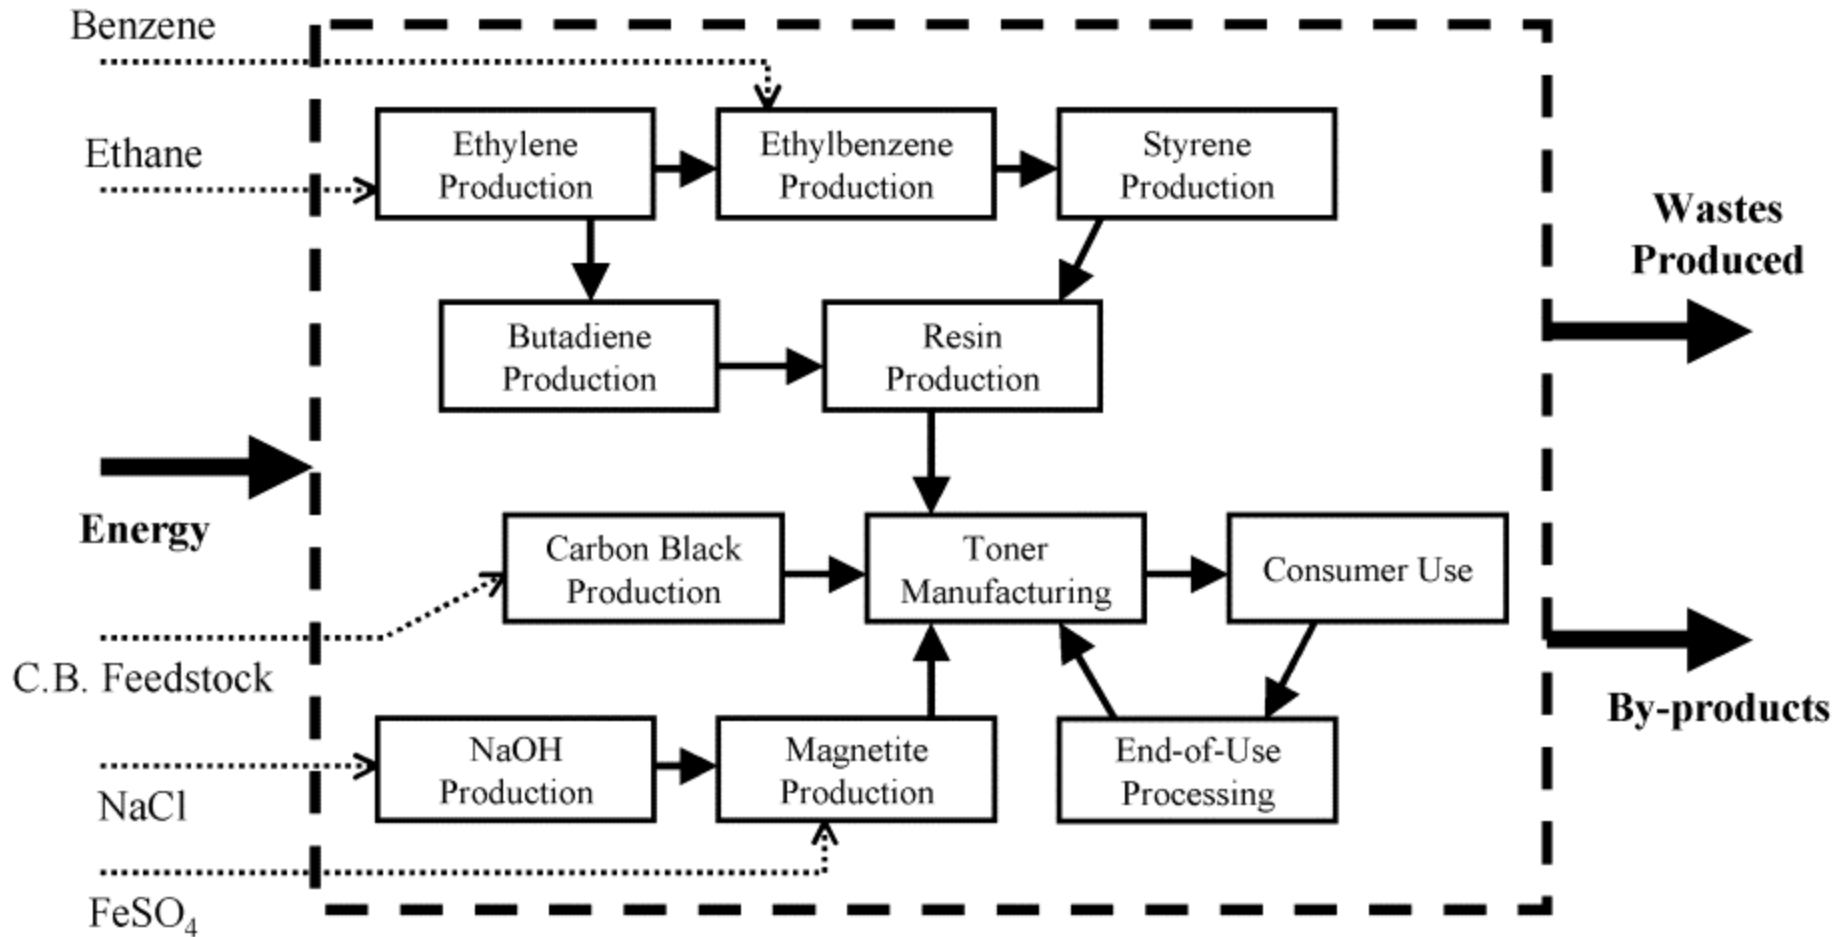 Benzene
Ethane
Ethylene
Production
Ethylbenzene
Production
Styrene
Production
Wastes
Produced
Butadiene
Production
Resin
Production
Energy
Carbon Black
Production
Toner
Manufacturing
Consumer Use
C.B. Feedstock
By-products
NaOH
Production
Magnetite
Production
End-of-Use
Processing
NaCl
FeSO₄